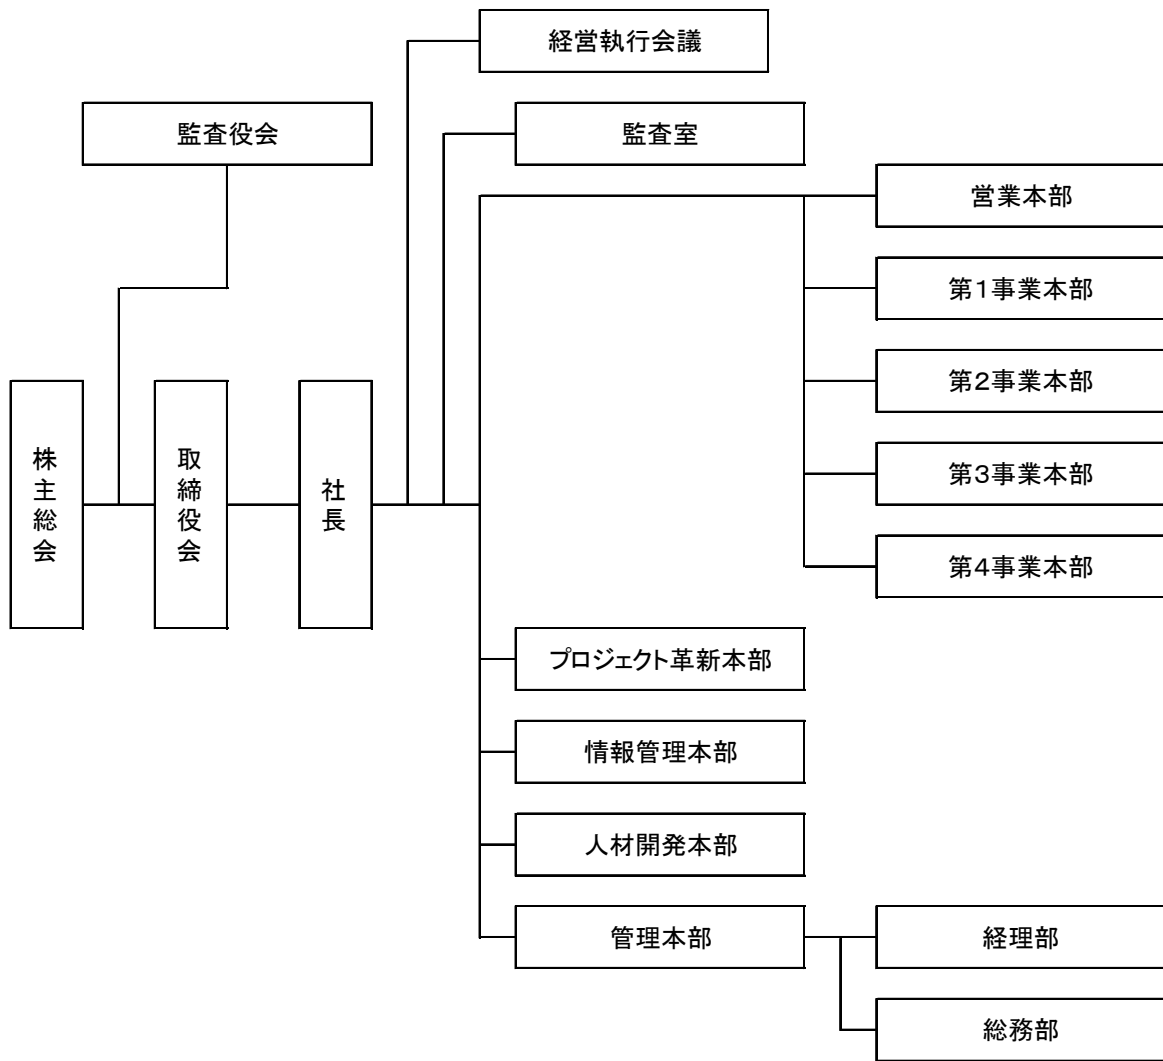 経営執行会議
監査役会
監査室
営業本部
第1事業本部
第2事業本部
第3事業本部
第4事業本部
株主総会
取締役会
社長
プロジェクト革新本部
情報管理本部
人材開発本部
管理本部
経理部
総務部